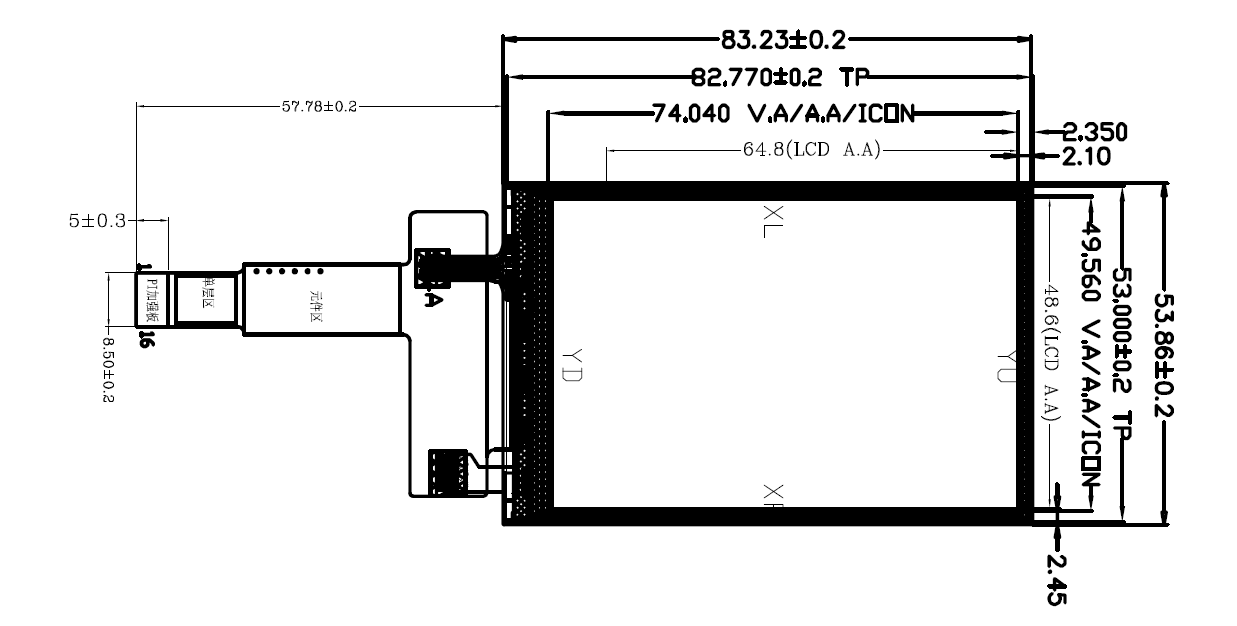 83.23±0.2
82.770±0.2 TP
57.78±0.2
74.040 V.A/A.A/ICON
2.350
64.8(LCD A.A)
2.10
5±0.3
XL
1
PI加强板
单层区
元件区
A
16
8.50±0.2
YD
YU
48.6(LCD A.A)
49.560 V.A/A.A/ICON
53.000±0.2 TP
53.86±0.2
2.45